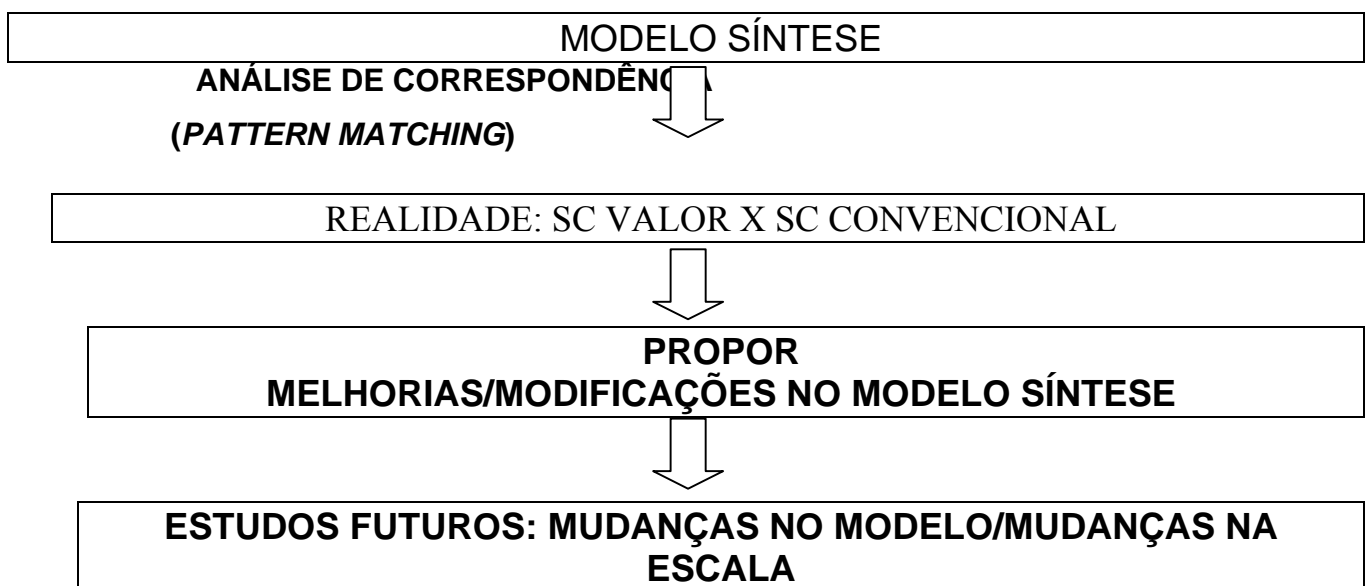 MODELO SÍNTESE
ANÁLISE DE CORRESPONDÊNCIA
(PATTERN MATCHING)
REALIDADE: SC VALOR X SC CONVENCIONAL
PROPOR
MELHORIAS/MODIFICAÇÕES NO MODELO SÍNTESE
ESTUDOS FUTUROS: MUDANÇAS NO MODELO/MUDANÇAS NA
ESCALA